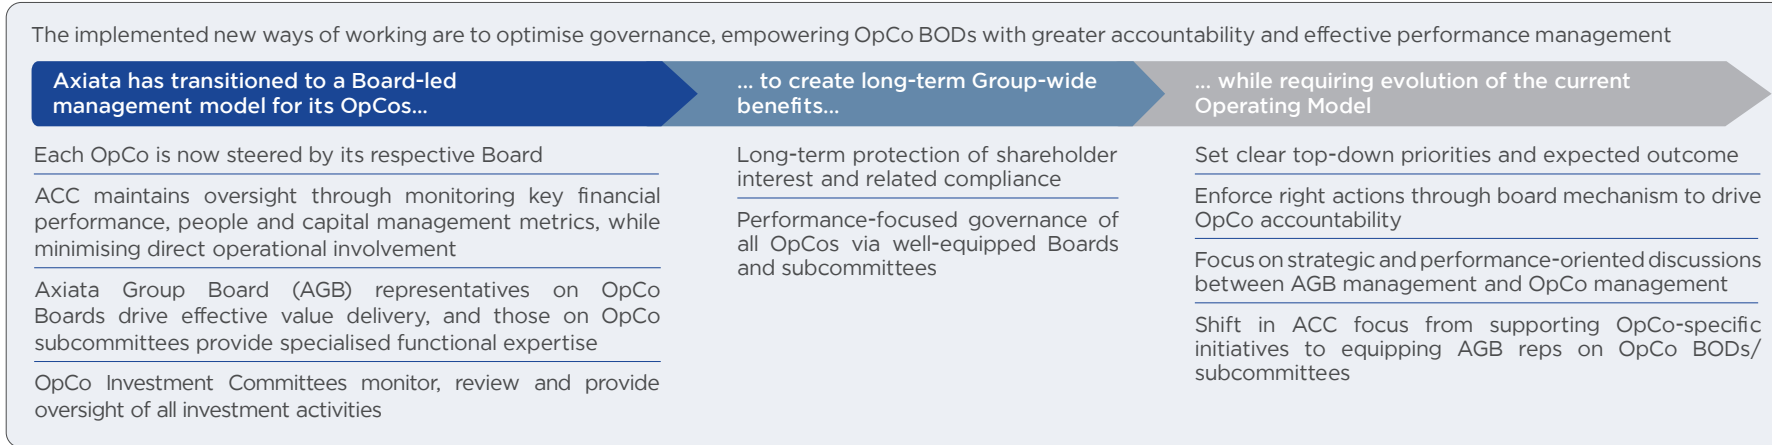 The implemented new ways of working are to optimise governance, empowering OpCo BODs with greater accountability and effective performance management
Axiata has transitioned to a Board-led
management model for its OpCos...
Each OpCo is now steered by its respective Board
ACC maintains oversight through monitoring key financial
performance, people and capital management metrics, while
minimising direct operational involvement
Axiata Group Board (AGB) representatives on OpCo
Boards drive effective value delivery, and those on OpCo
subcommittees provide specialised functional expertise
OpCo Investment Committees monitor, review and provide
oversight of all investment activities
... to create long-term Group-wide
benefits...
Long-term protection of shareholder
interest and related compliance
Performance-focused governance of
all OpCos via well-equipped Boards
and subcommittees
... while requiring evolution of the current
Operating Model
Set clear top-down priorities and expected outcome
Enforce right actions through board mechanism to drive
OpCo accountability
Focus on strategic and performance-oriented discussions
between AGB management and OpCo management
Shift in ACC focus from supporting OpCo-specific
initiatives to equipping AGB reps on OpCo BODs/
subcommittees